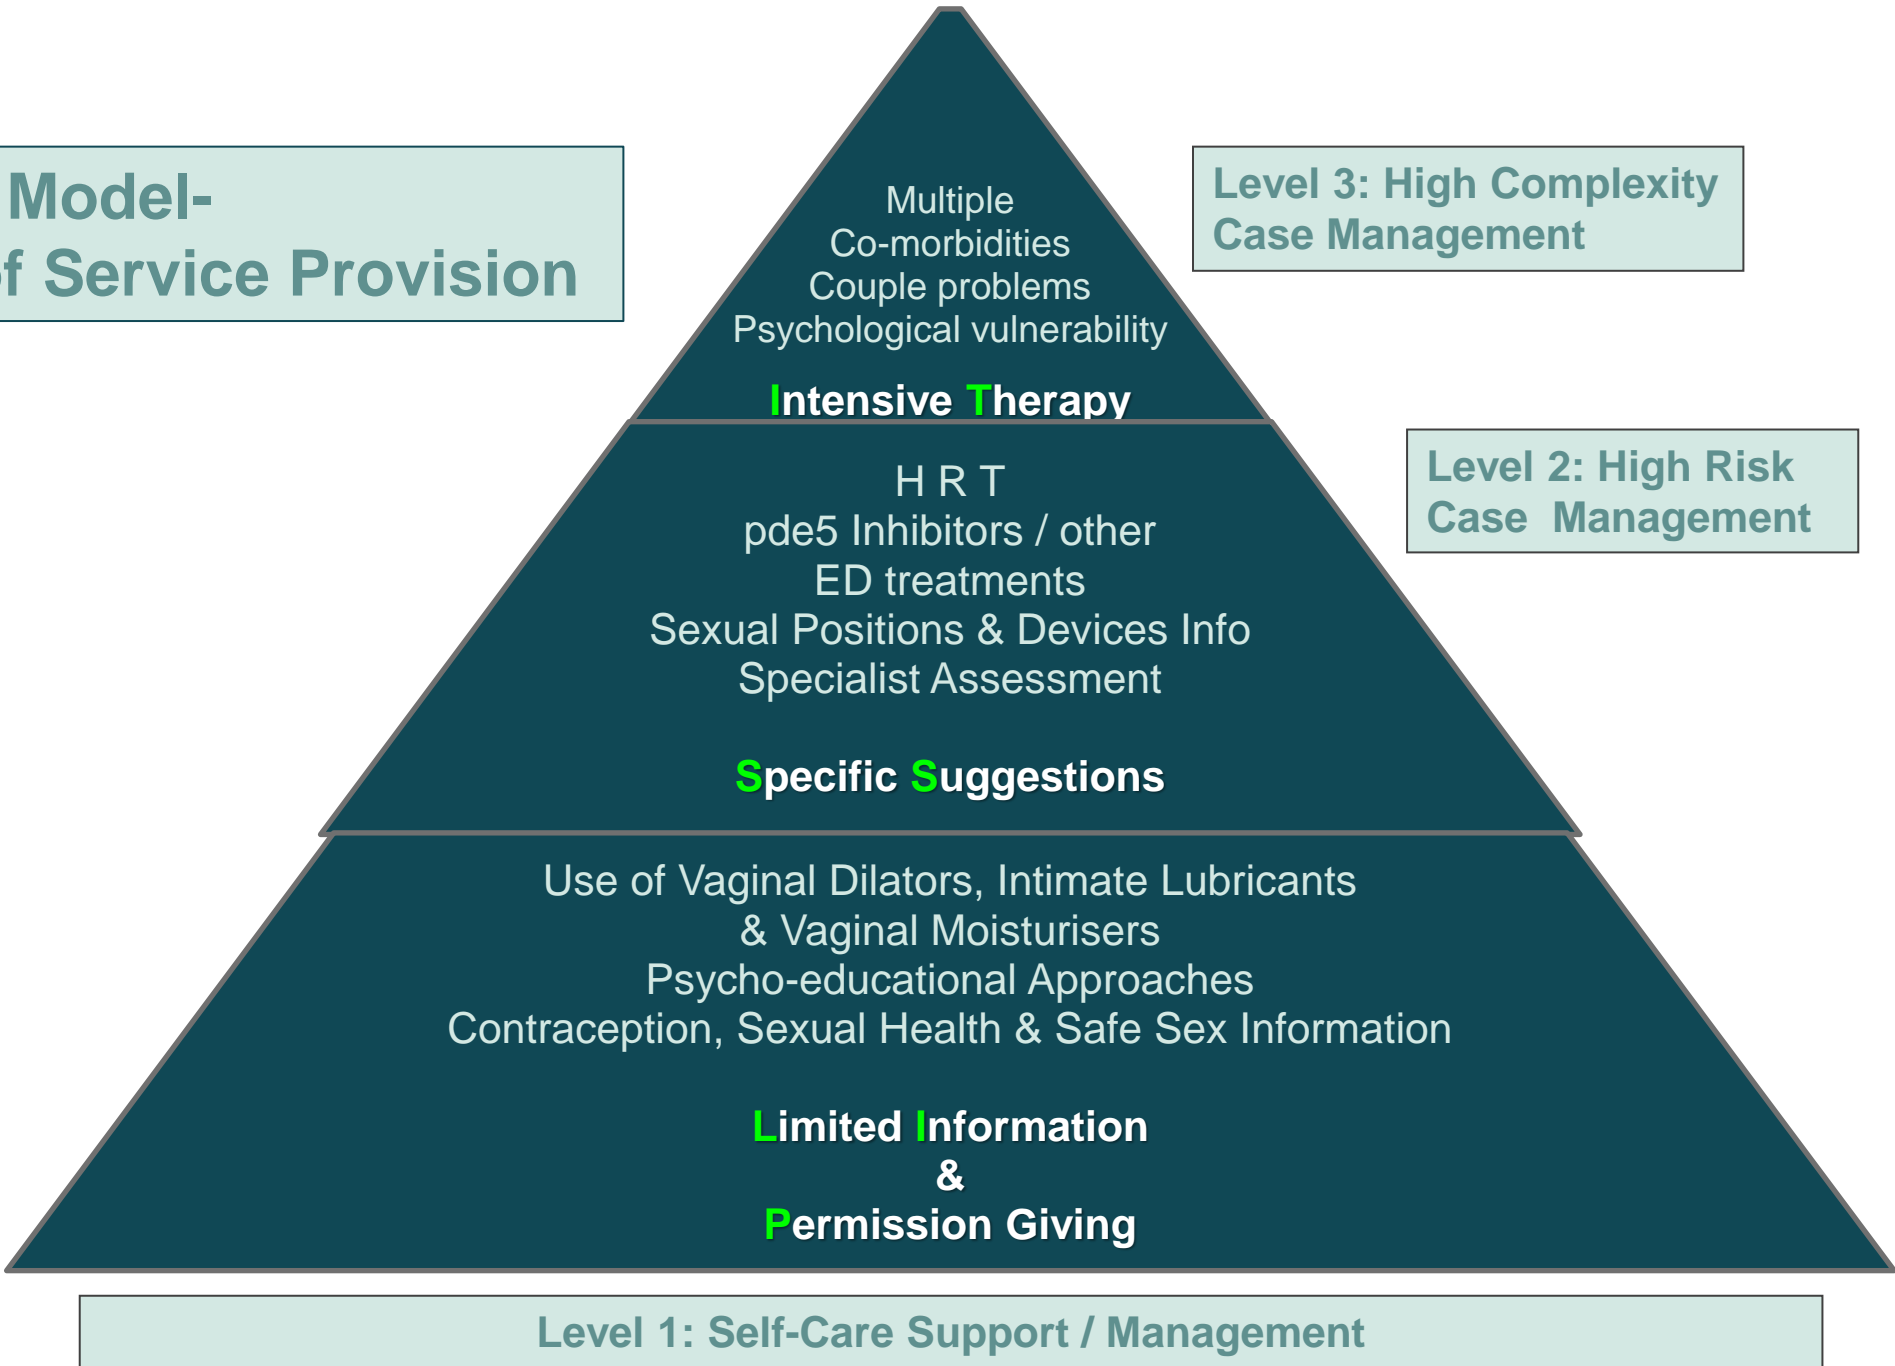 Model-
of Service Provision
Multiple
Co-morbidities
Couple problems
Psychological vulnerability
Intensive Therapy
Level 3: High Complexity
Case Management
H R T
pde5 Inhibitors / other
ED treatments
Sexual Positions & Devices Info
Specialist Assessment
Specific Suggestions
Level 2: High Risk
Case  Management
Use of Vaginal Dilators, Intimate Lubricants
& Vaginal Moisturisers
Psycho-educational Approaches
Contraception, Sexual Health & Safe Sex Information
Limited Information
&
Permission Giving
Level 1: Self-Care Support / Management